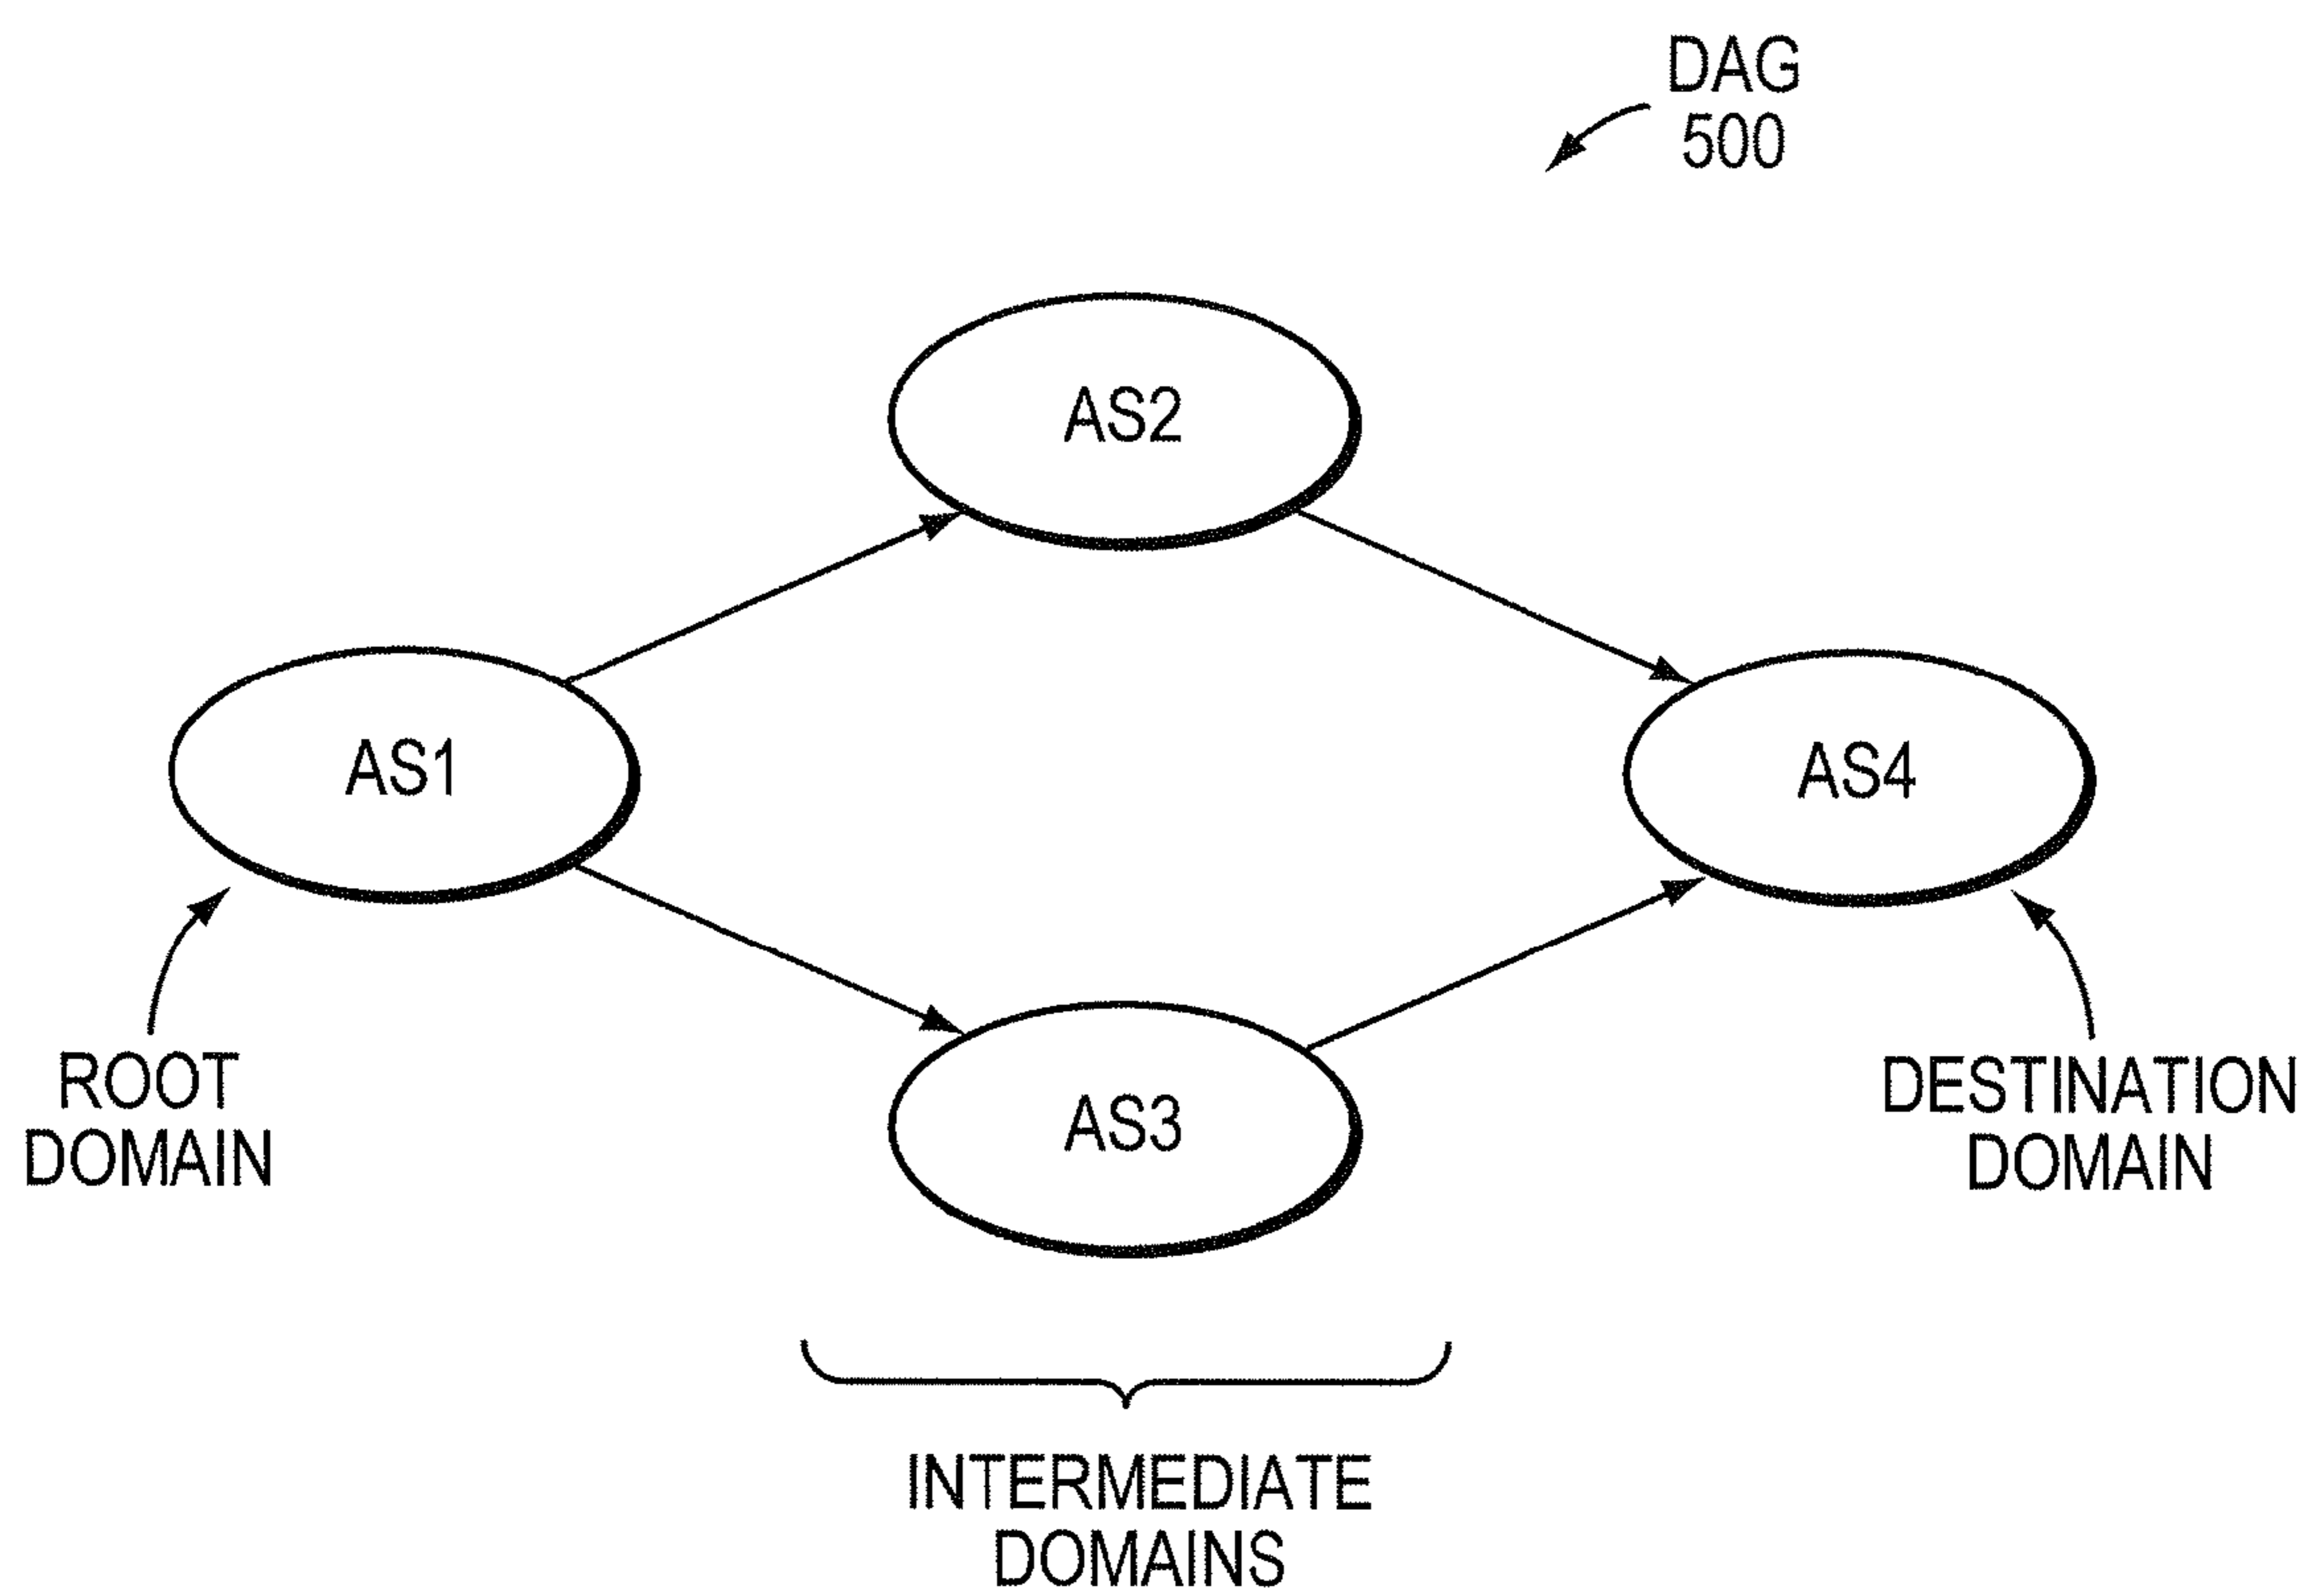 DAG
500
AS2
AS1
AS4
AS3
ROOT
DOMAIN
DESTINATION
DOMAIN
INTERMEDIATE
DOMAINS